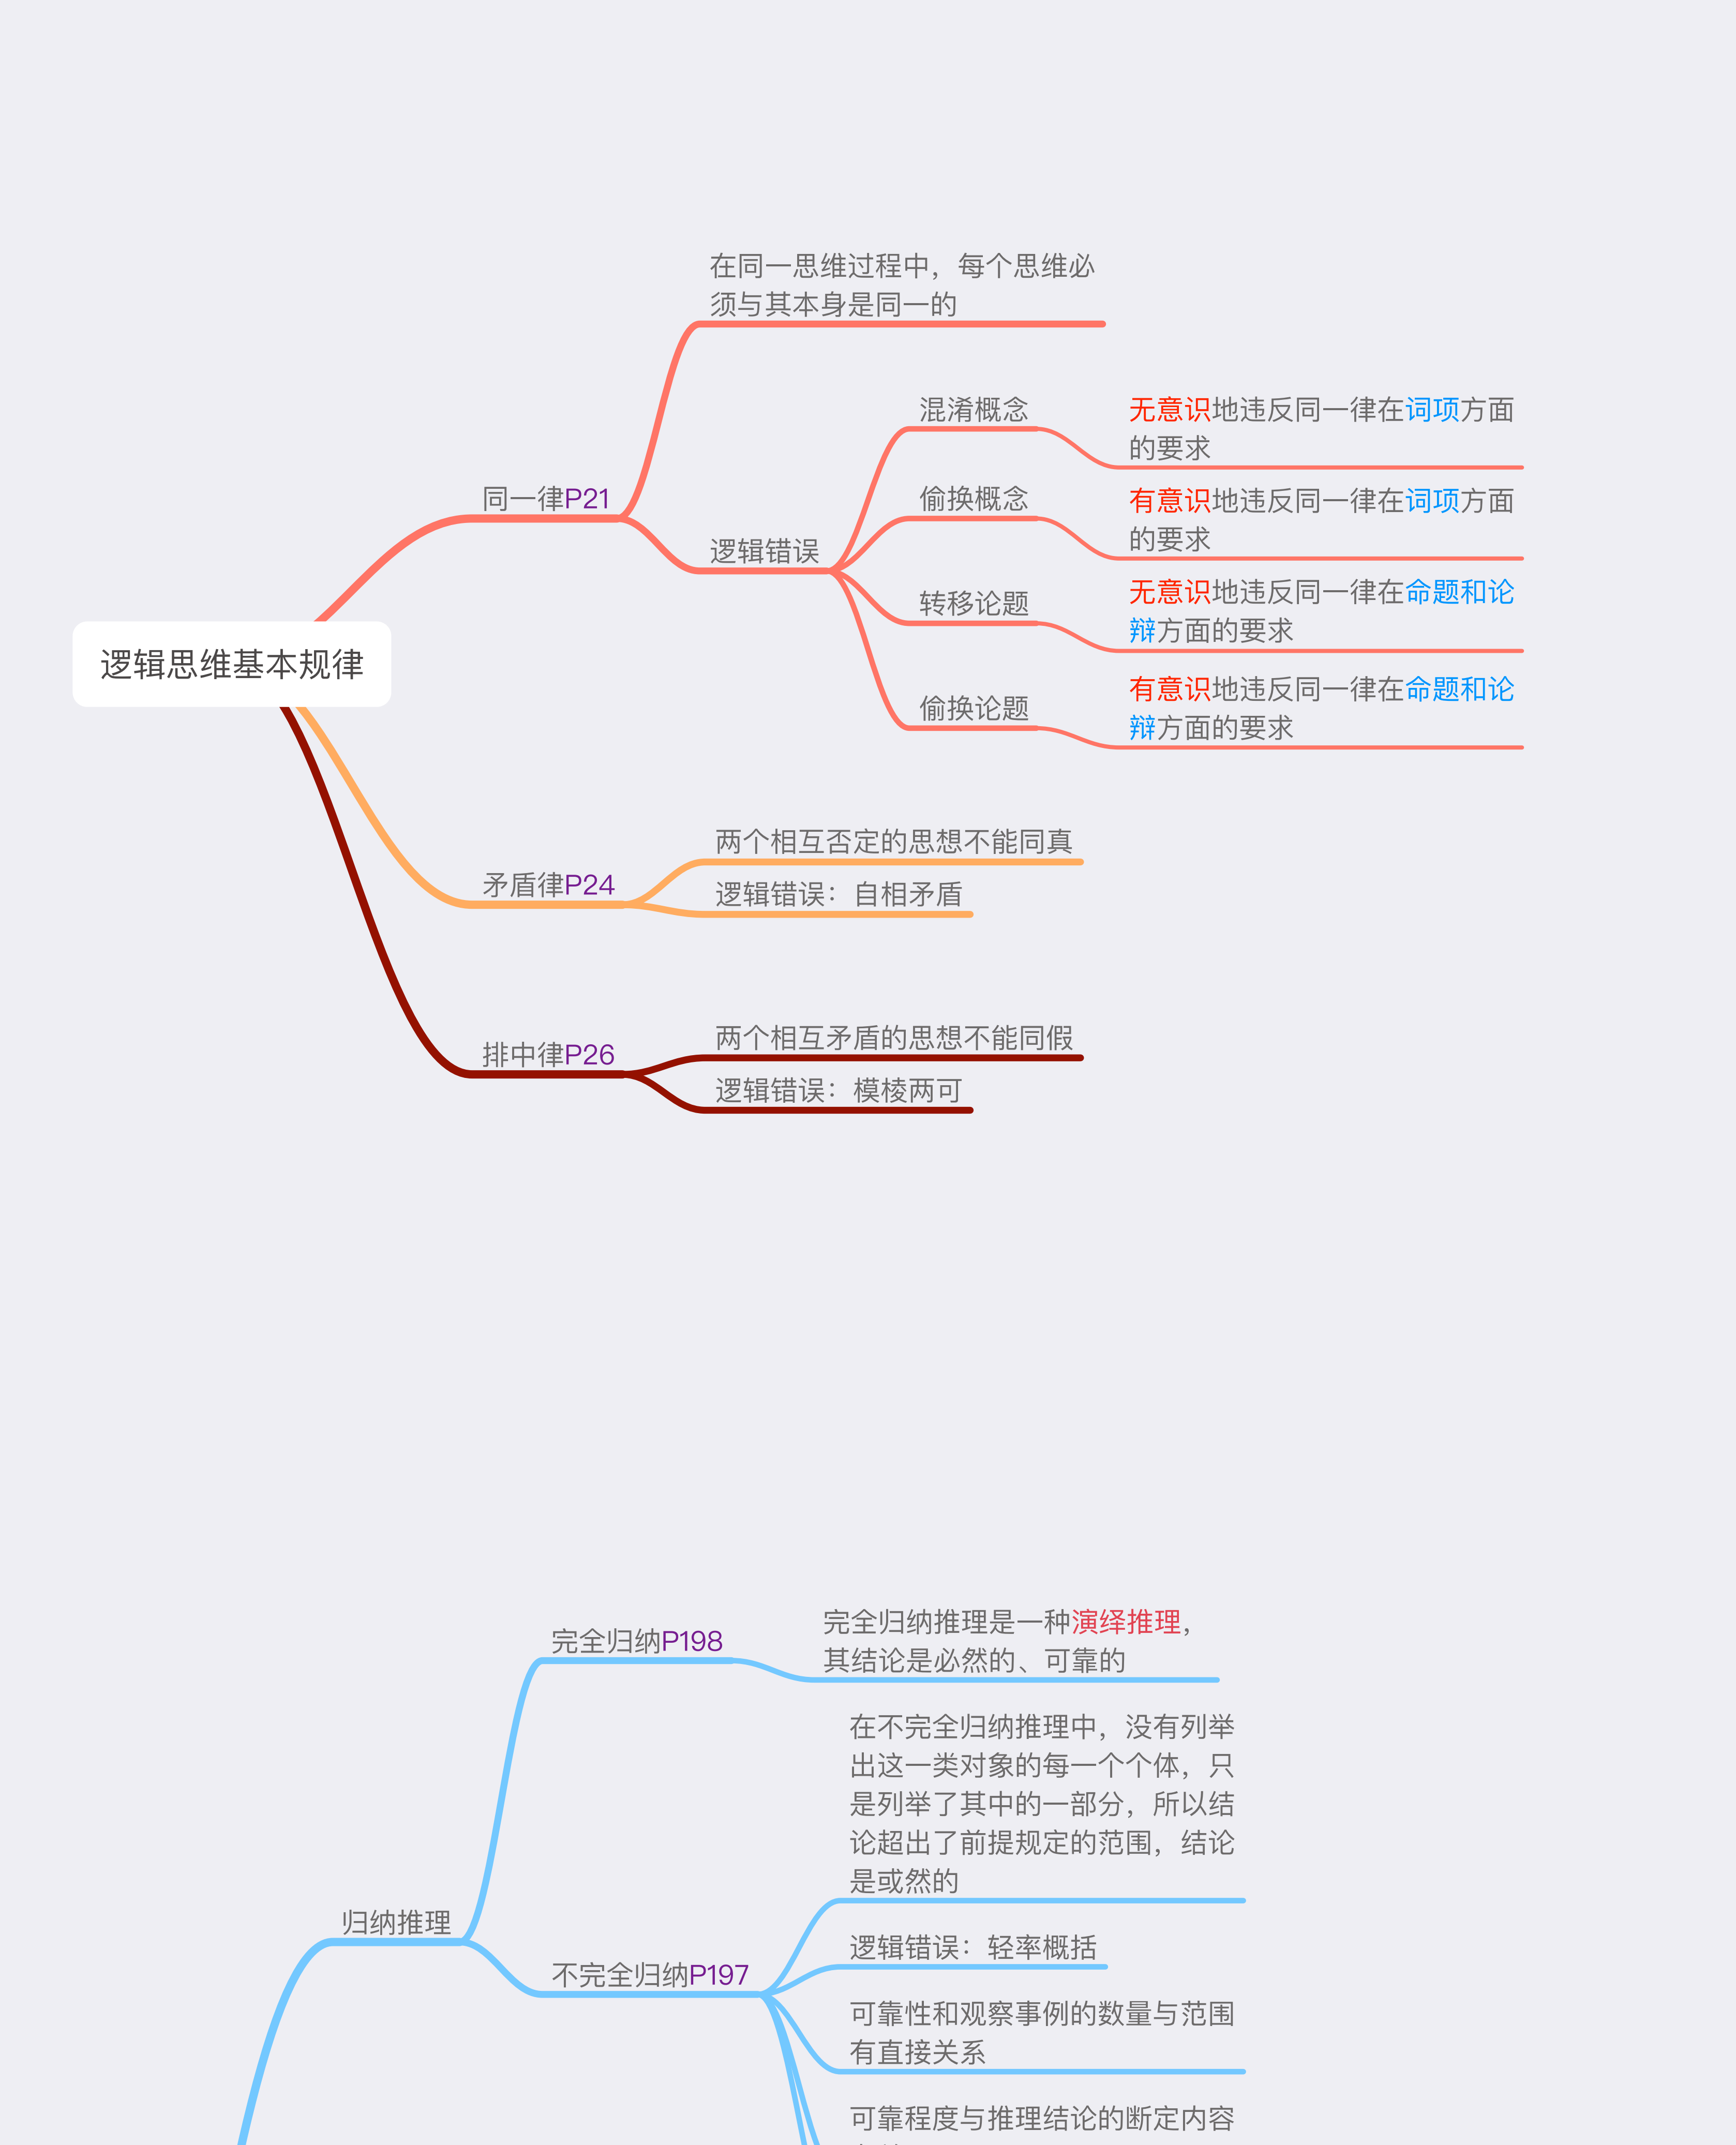 在同一思维过程中，每个思维必
须与其本身是同一的
混淆概念
无意识地违反同一律在词项方面
的要求
同一律P21
偷换概念
有意识地违反同一律在词项方面
的要求
逻辑错误
转移论题
无意识地违反同一律在命题和论
辩方面的要求
逻辑思维基本规律
偷换论题
有意识地违反同一律在命题和论
辩方面的要求
两个相互否定的思想不能同真
矛盾律P24
逻辑错误：自相矛盾
两个相互矛盾的思想不能同假
排中律P26
逻辑错误：模棱两可
完全归纳P198
完全归纳推理是一种演绎推理，
其结论是必然的、可靠的
在不完全归纳推理中，没有列举
出这一类对象的每一个个体，只
是列举了其中的一部分，所以结
论超出了前提规定的范围，结论
是或然的
归纳推理
逻辑错误：轻率概括
不完全归纳P197
可靠性和观察事例的数量与范围
有直接关系
可靠程度与推理结论的断定内容